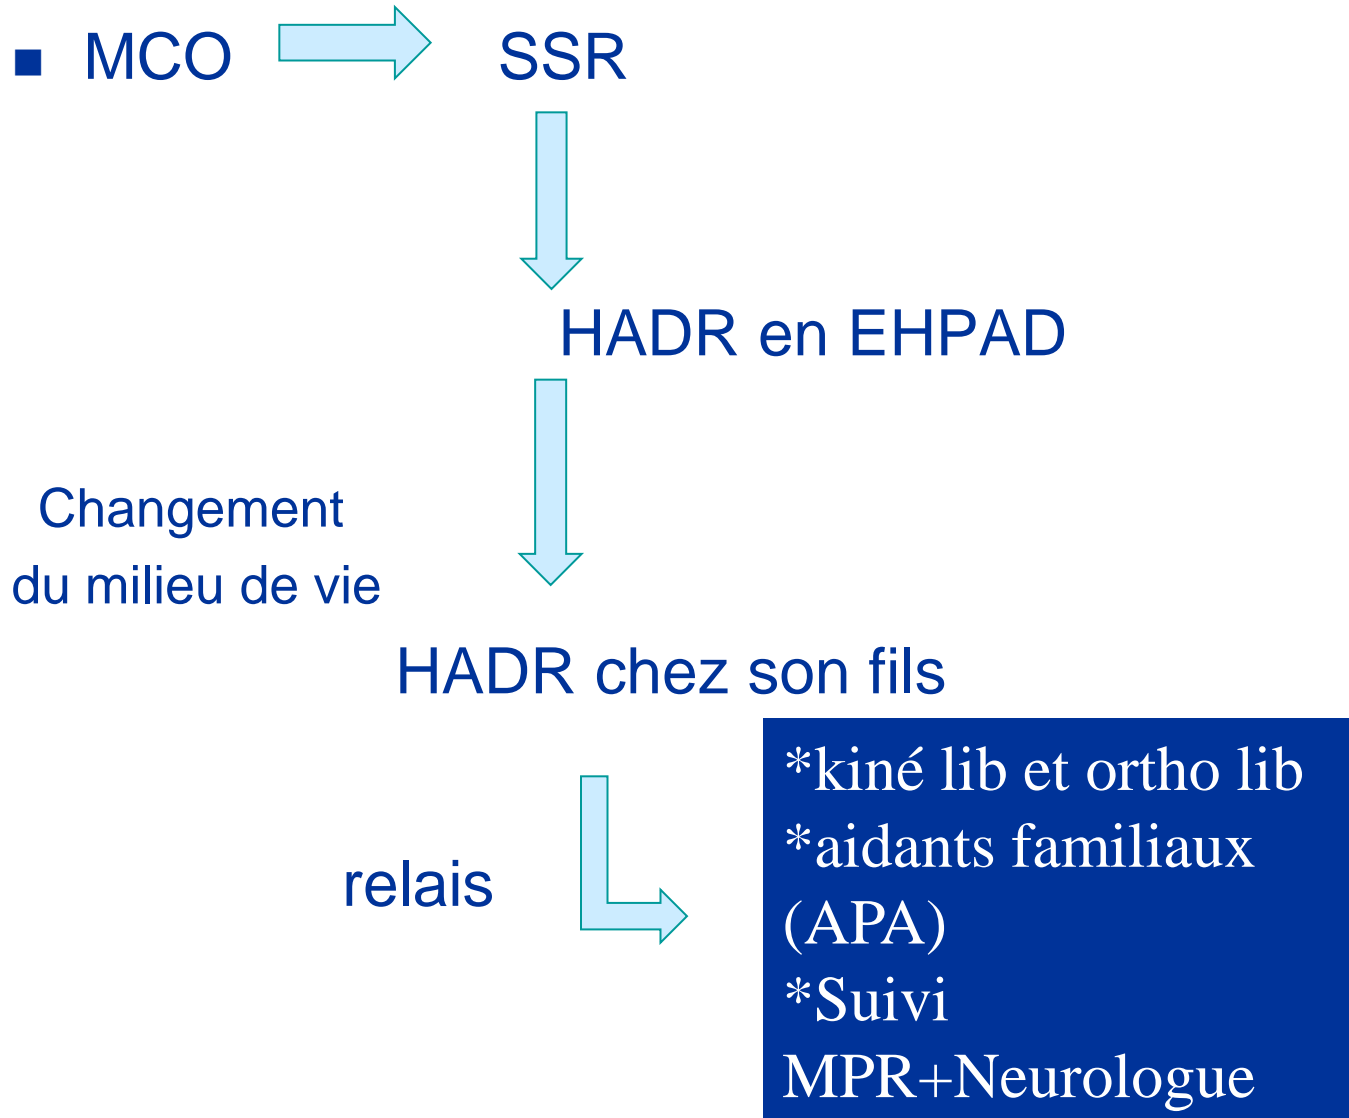 ■ MCO SSR
HADR en EHPAD
Changement
du milieu de vie
HADR chez son fils
relais
*kiné lib et ortho lib
*aidants familiaux
(APA)
*Suivi
MPR+Neurologue